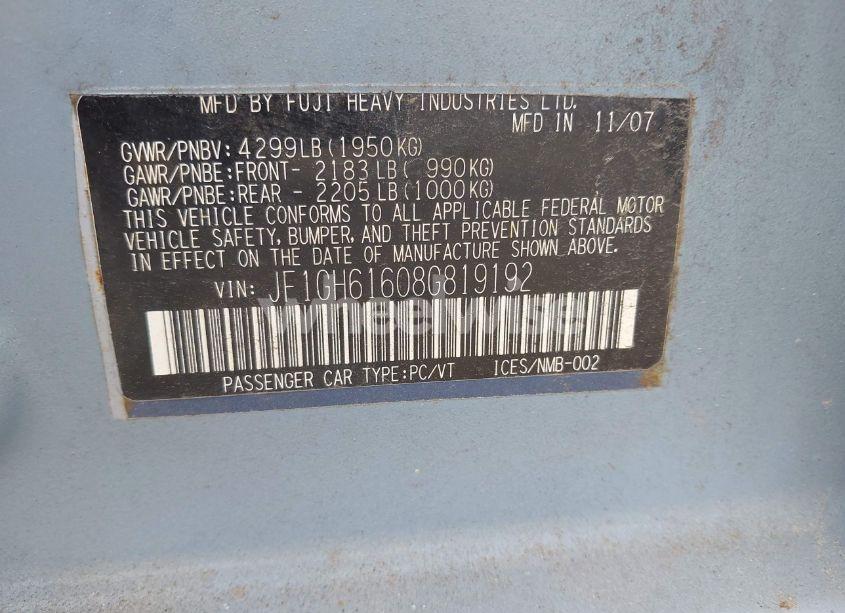 MFD BY FUJI HEAVY INDUSTRIES LTD.
MFD IN 11/07
GVWR/PNBV: 4299LB(1950KG)
GAWR/PNBE:FRONT- 2183LB( 990KG)
GAWR/PNBE:REAR - 2205LB(1000KG)
THIS VEHICLE CONFORMS TO ALL APPLICABLE FEDERAL MOTOR
VEHICLE SAFETY, BUMPER, AND THEFT PREVENTION STANDARDS
IN EFFECT ON THE DATE OF MANUFACTURE SHOWN ABOVE.
VIN: JF1GH61608G819192
Wheelwise
PASSENGER CAR TYPE:PC/VT ICES/NMB-002